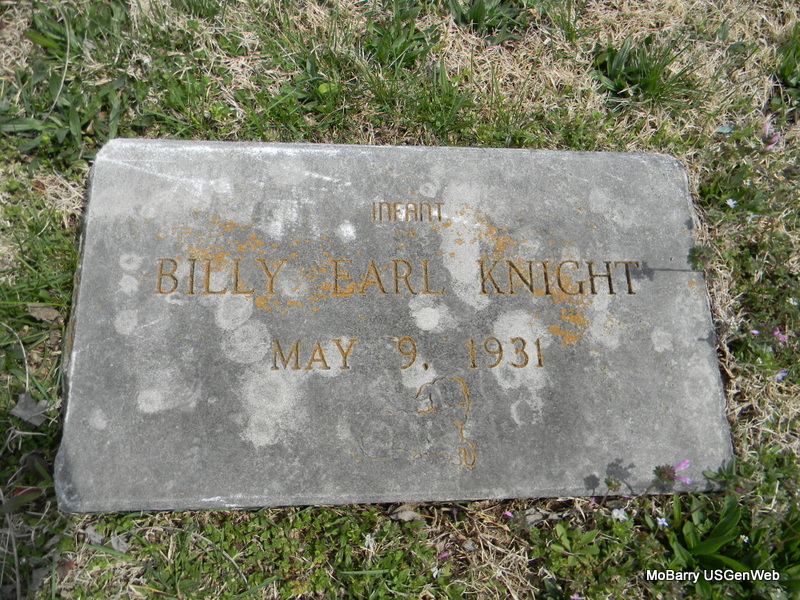 INFANT
BILLY EARL KNIGHT
MAY 9, 1931
MoBarry USGenWeb